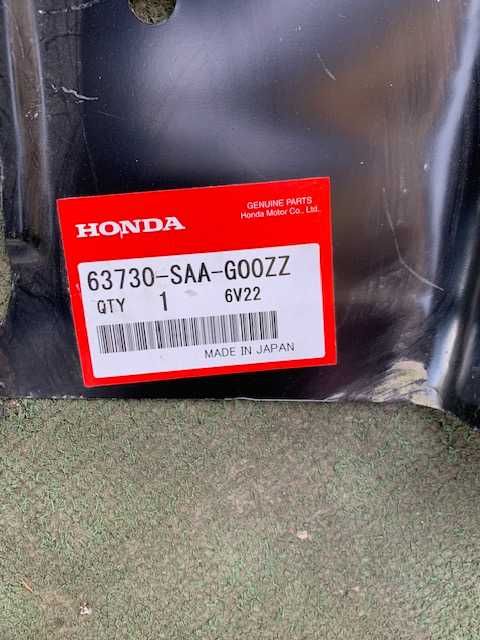 GENUINE PARTS
HONDA Honda Motor Co., Ltd.
63730-SAA-G00ZZ
QTY 1 6V22
MADE IN JAPAN